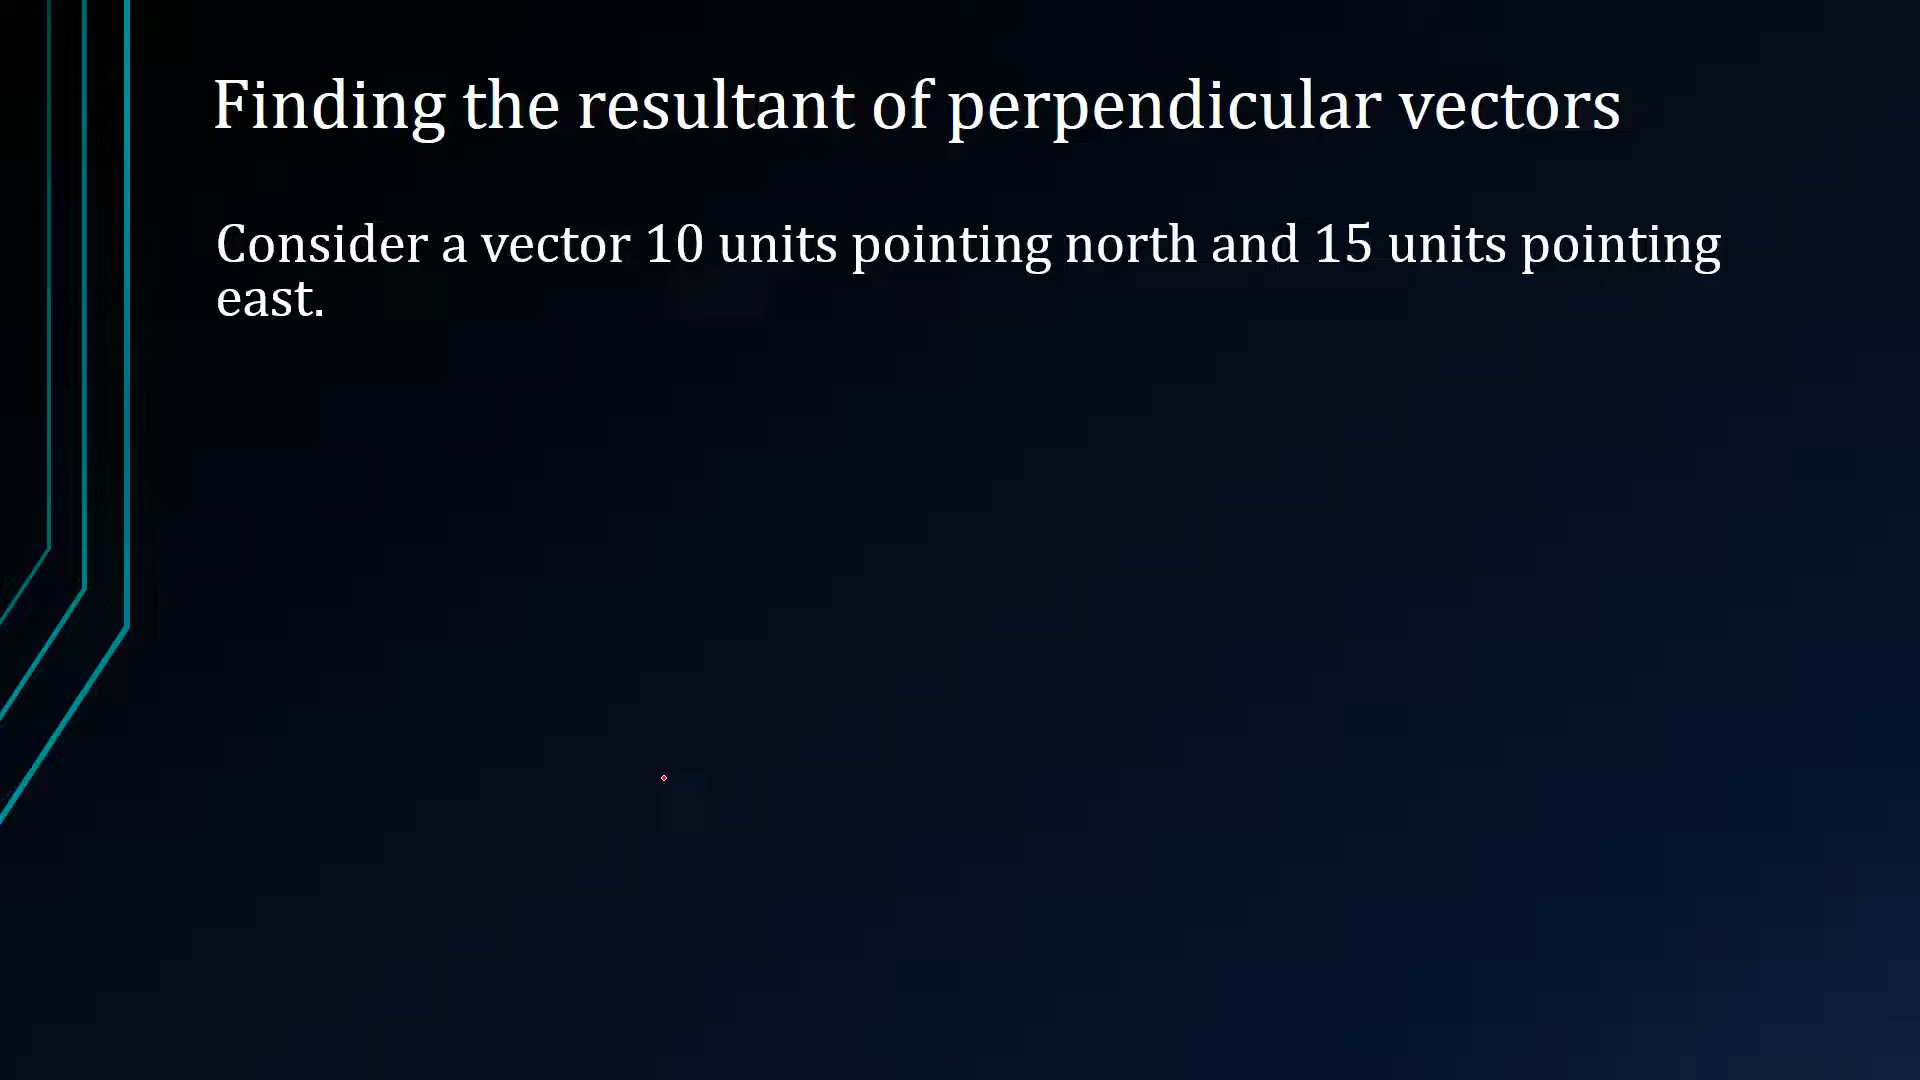 Finding the resultant of perpendicular vectors
Consider a vector 10 units pointing north and 15 units pointing
east.